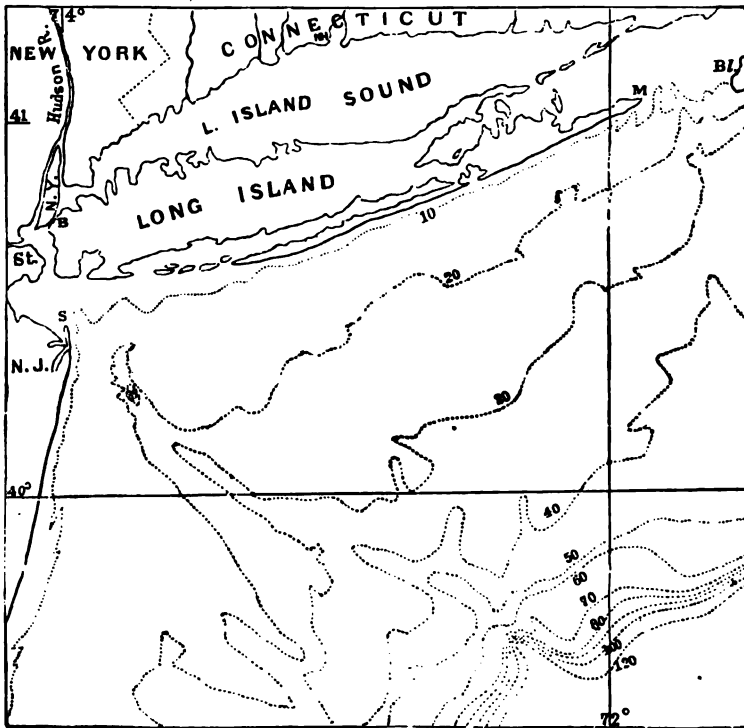 74°
CONNECTICUT
NH
NEW YORK
Hudson R.
Bl.
M
L. ISLAND SOUND
41
N.Y.
LONG ISLAND
B
10
St.
20
S
N.J.
30
40°
40
50
60
70
80
100
120
72°